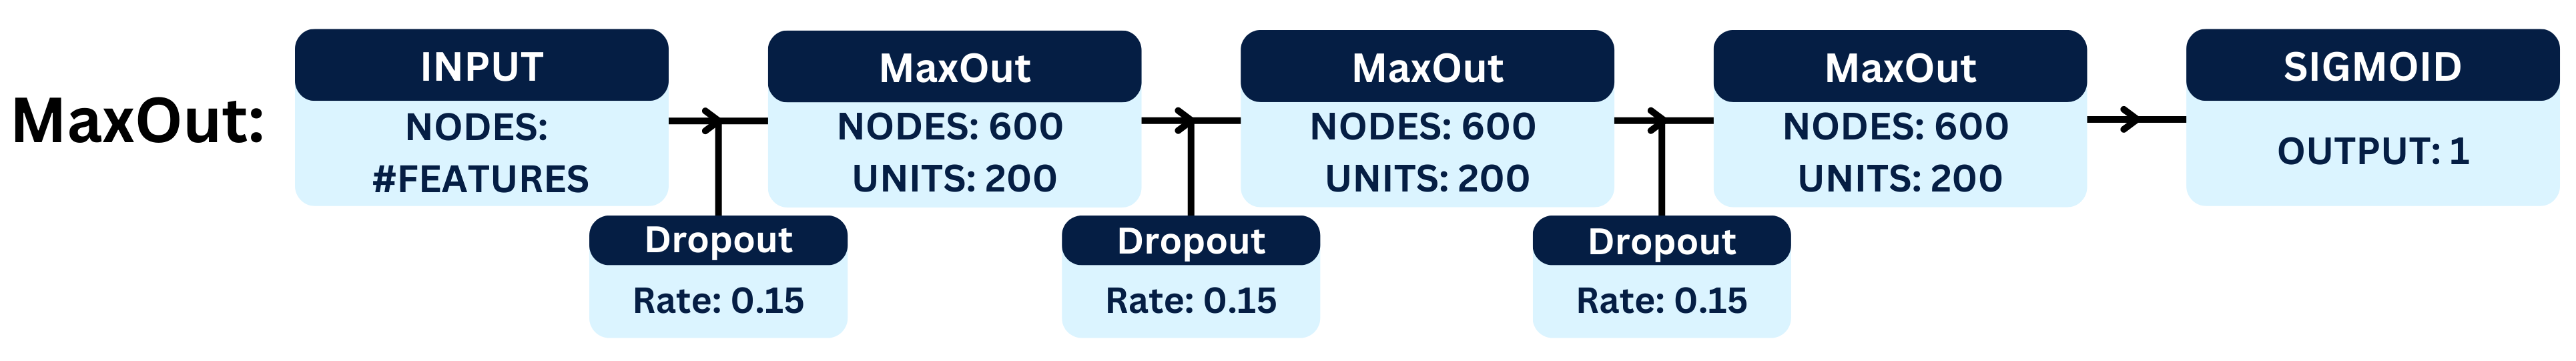 MaxOut:
INPUT
NODES:
#FEATURES
Dropout
Rate: 0.15
MaxOut
NODES: 600
UNITS: 200
Dropout
Rate: 0.15
MaxOut
NODES: 600
UNITS: 200
Dropout
Rate: 0.15
MaxOut
NODES: 600
UNITS: 200
SIGMOID
OUTPUT: 1